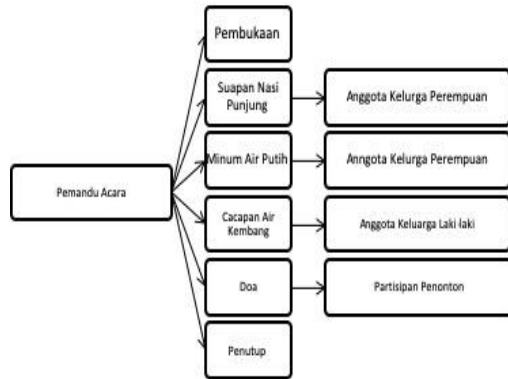 Pembukaan
Suapan Nasi
Punjung
Anggota Kelurga Perempuan
Minum Air Putih
Anngota Kelurga Perempuan
Pemandu Acara
Cacapan Air
Kembang
Anggota Keluarga Laki-laki
Doa
Partisipan Penonton
Penutup